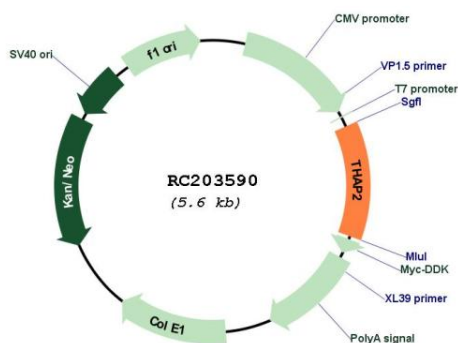 CMV promoter
VP1.5 primer
T7 promoter
SgfI
THAP2
MluI
Myc-DDK
XL39 primer
PolyA signal
Col E1
Kan/ Neo
SV40 ori
f1 ori
RC203590
(5.6 kb)